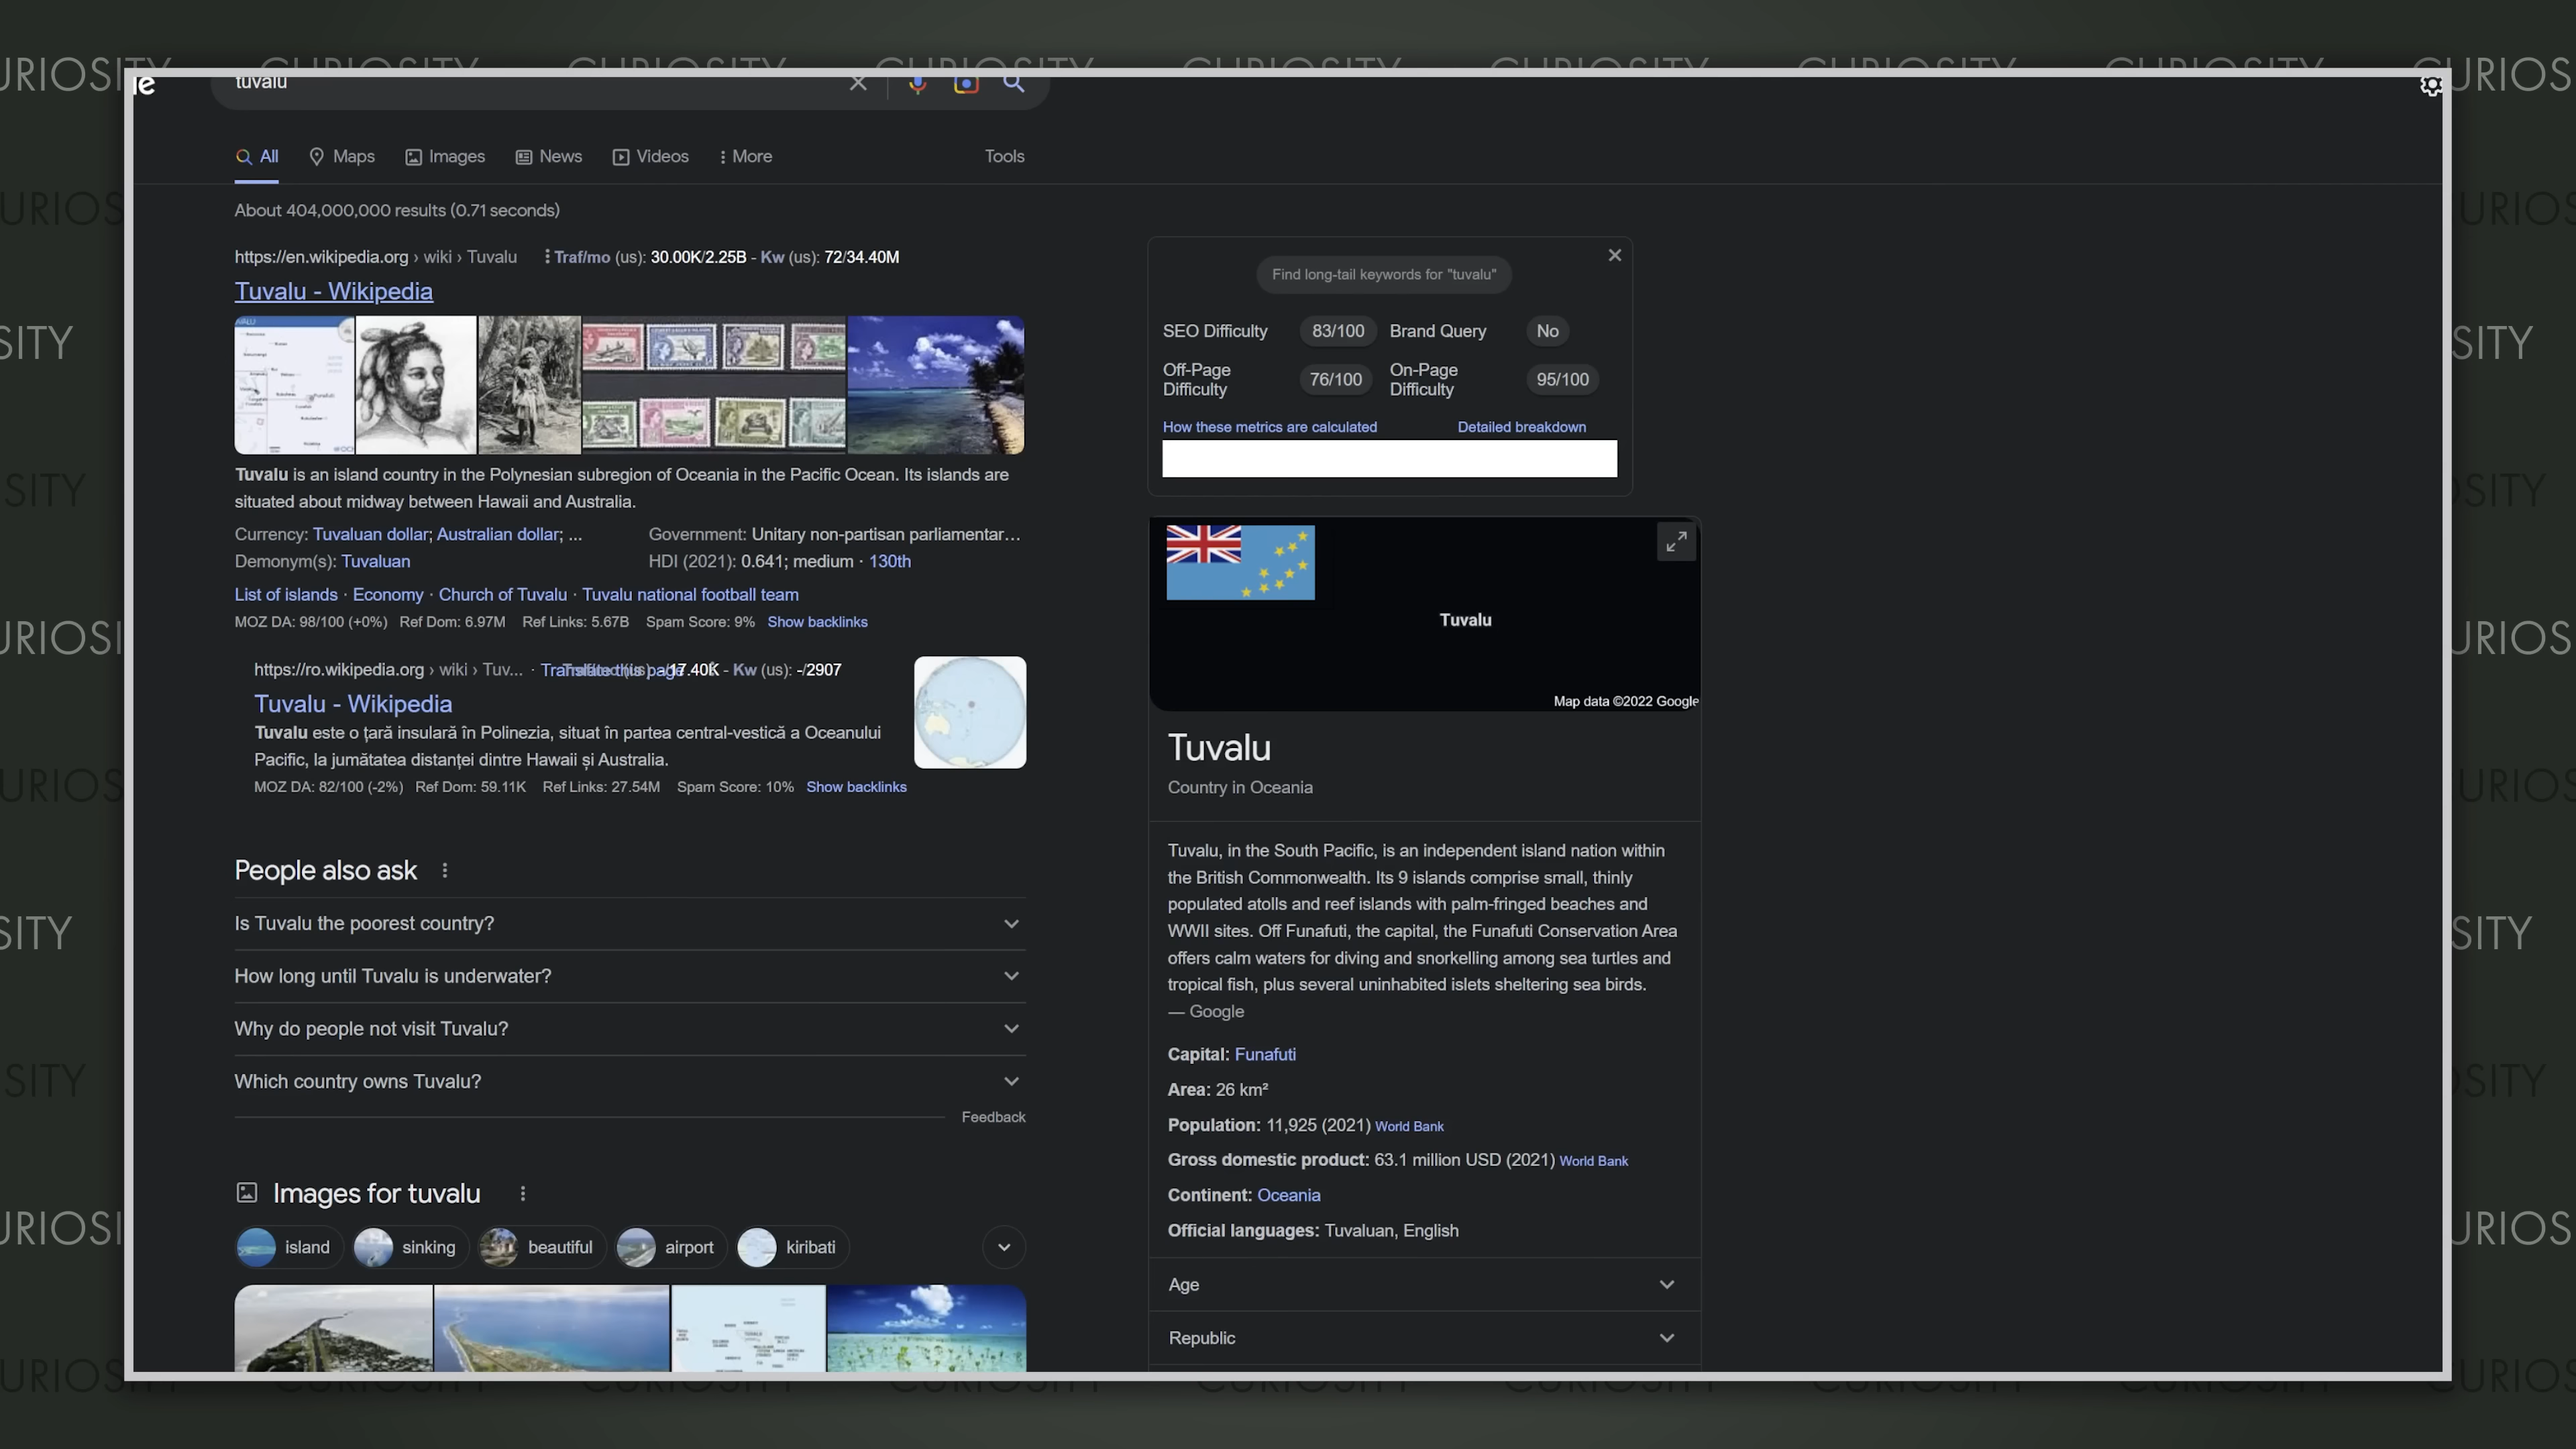 tuvalu
All
Maps
Images
News
Videos
More
Tools
About 404,000,000 results (0.71 seconds)
https://en.wikipedia.org › wiki › Tuvalu Traf/mo (us): 30.00K/2.25B - Kw (us): 72/34.40M
Tuvalu - Wikipedia
Tuvalu is an island country in the Polynesian subregion of Oceania in the Pacific Ocean. Its islands are
situated about midway between Hawaii and Australia.
Currency: Tuvaluan dollar; Australian dollar; ...
Government: Unitary non-partisan parliamentar...
Demonym(s): Tuvaluan
HDI (2021): 0.641; medium · 130th
List of islands · Economy · Church of Tuvalu · Tuvalu national football team
MOZ DA: 98/100 (+0%) Ref Dom: 6.97M Ref Links: 5.67B Spam Score: 9% Show backlinks
https://ro.wikipedia.org › wiki › Tuv... · Translate this page 17.40K - Kw (us): -/2907
Tuvalu - Wikipedia
Tuvalu este o țară insulară în Polinezia, situat în partea central-vestică a Oceanului
Pacific, la jumătatea distanței dintre Hawaii și Australia.
MOZ DA: 82/100 (-2%) Ref Dom: 59.11K Ref Links: 27.54M Spam Score: 10% Show backlinks
People also ask
Is Tuvalu the poorest country?
How long until Tuvalu is underwater?
Why do people not visit Tuvalu?
Which country owns Tuvalu?
Feedback
Images for tuvalu
island
sinking
beautiful
airport
kiribati
Find long-tail keywords for "tuvalu"
SEO Difficulty 83/100 Brand Query No
Off-Page
Difficulty
76/100
On-Page
Difficulty
95/100
How these metrics are calculated
Detailed breakdown
Tuvalu
Map data ©2022 Google
Tuvalu
Country in Oceania
Tuvalu, in the South Pacific, is an independent island nation within
the British Commonwealth. Its 9 islands comprise small, thinly
populated atolls and reef islands with palm-fringed beaches and
WWII sites. Off Funafuti, the capital, the Funafuti Conservation Area
offers calm waters for diving and snorkelling among sea turtles and
tropical fish, plus several uninhabited islets sheltering sea birds.
— Google
Capital: Funafuti
Area: 26 km²
Population: 11,925 (2021) World Bank
Gross domestic product: 63.1 million USD (2021) World Bank
Continent: Oceania
Official languages: Tuvaluan, English
Age
Republic
CURIOSITY